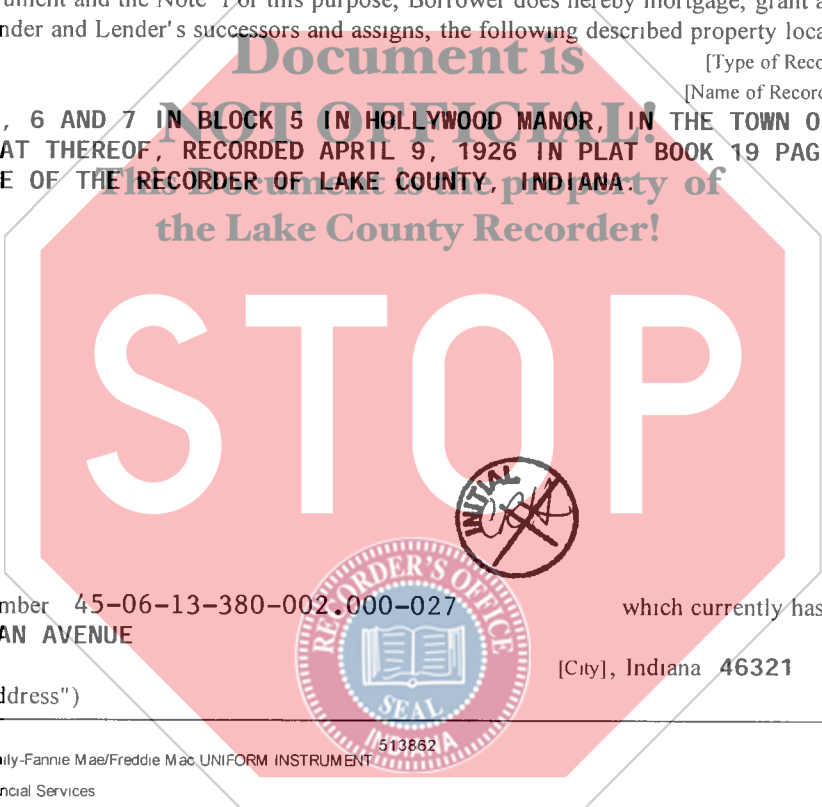 ument and the Note For this purpose, Borrower does hereby mortgage, grant a
nder and Lender's successors and assigns, the following described property loca
Document is
[Type of Reco
[Name of Record
NOT OFFICIAL!
, 6 AND 7 IN BLOCK 5 IN HOLLYWOOD MANOR, IN THE TOWN O
AT THEREOF, RECORDED APRIL 9, 1926 IN PLAT BOOK 19 PAG
E OF THE RECORDER OF LAKE COUNTY, INDIANA.
This Document is the property of
the Lake County Recorder!
STOP
INITIAL
mber 45-06-13-380-002.000-027 which currently has
AN AVENUE
[City], Indiana 46321
ddress")
RECORDER'S OFFICE
SEAL
INDIANA
513862
ily-Fannie Mae/Freddie Mac UNIFORM INSTRUMENT
ncial Services